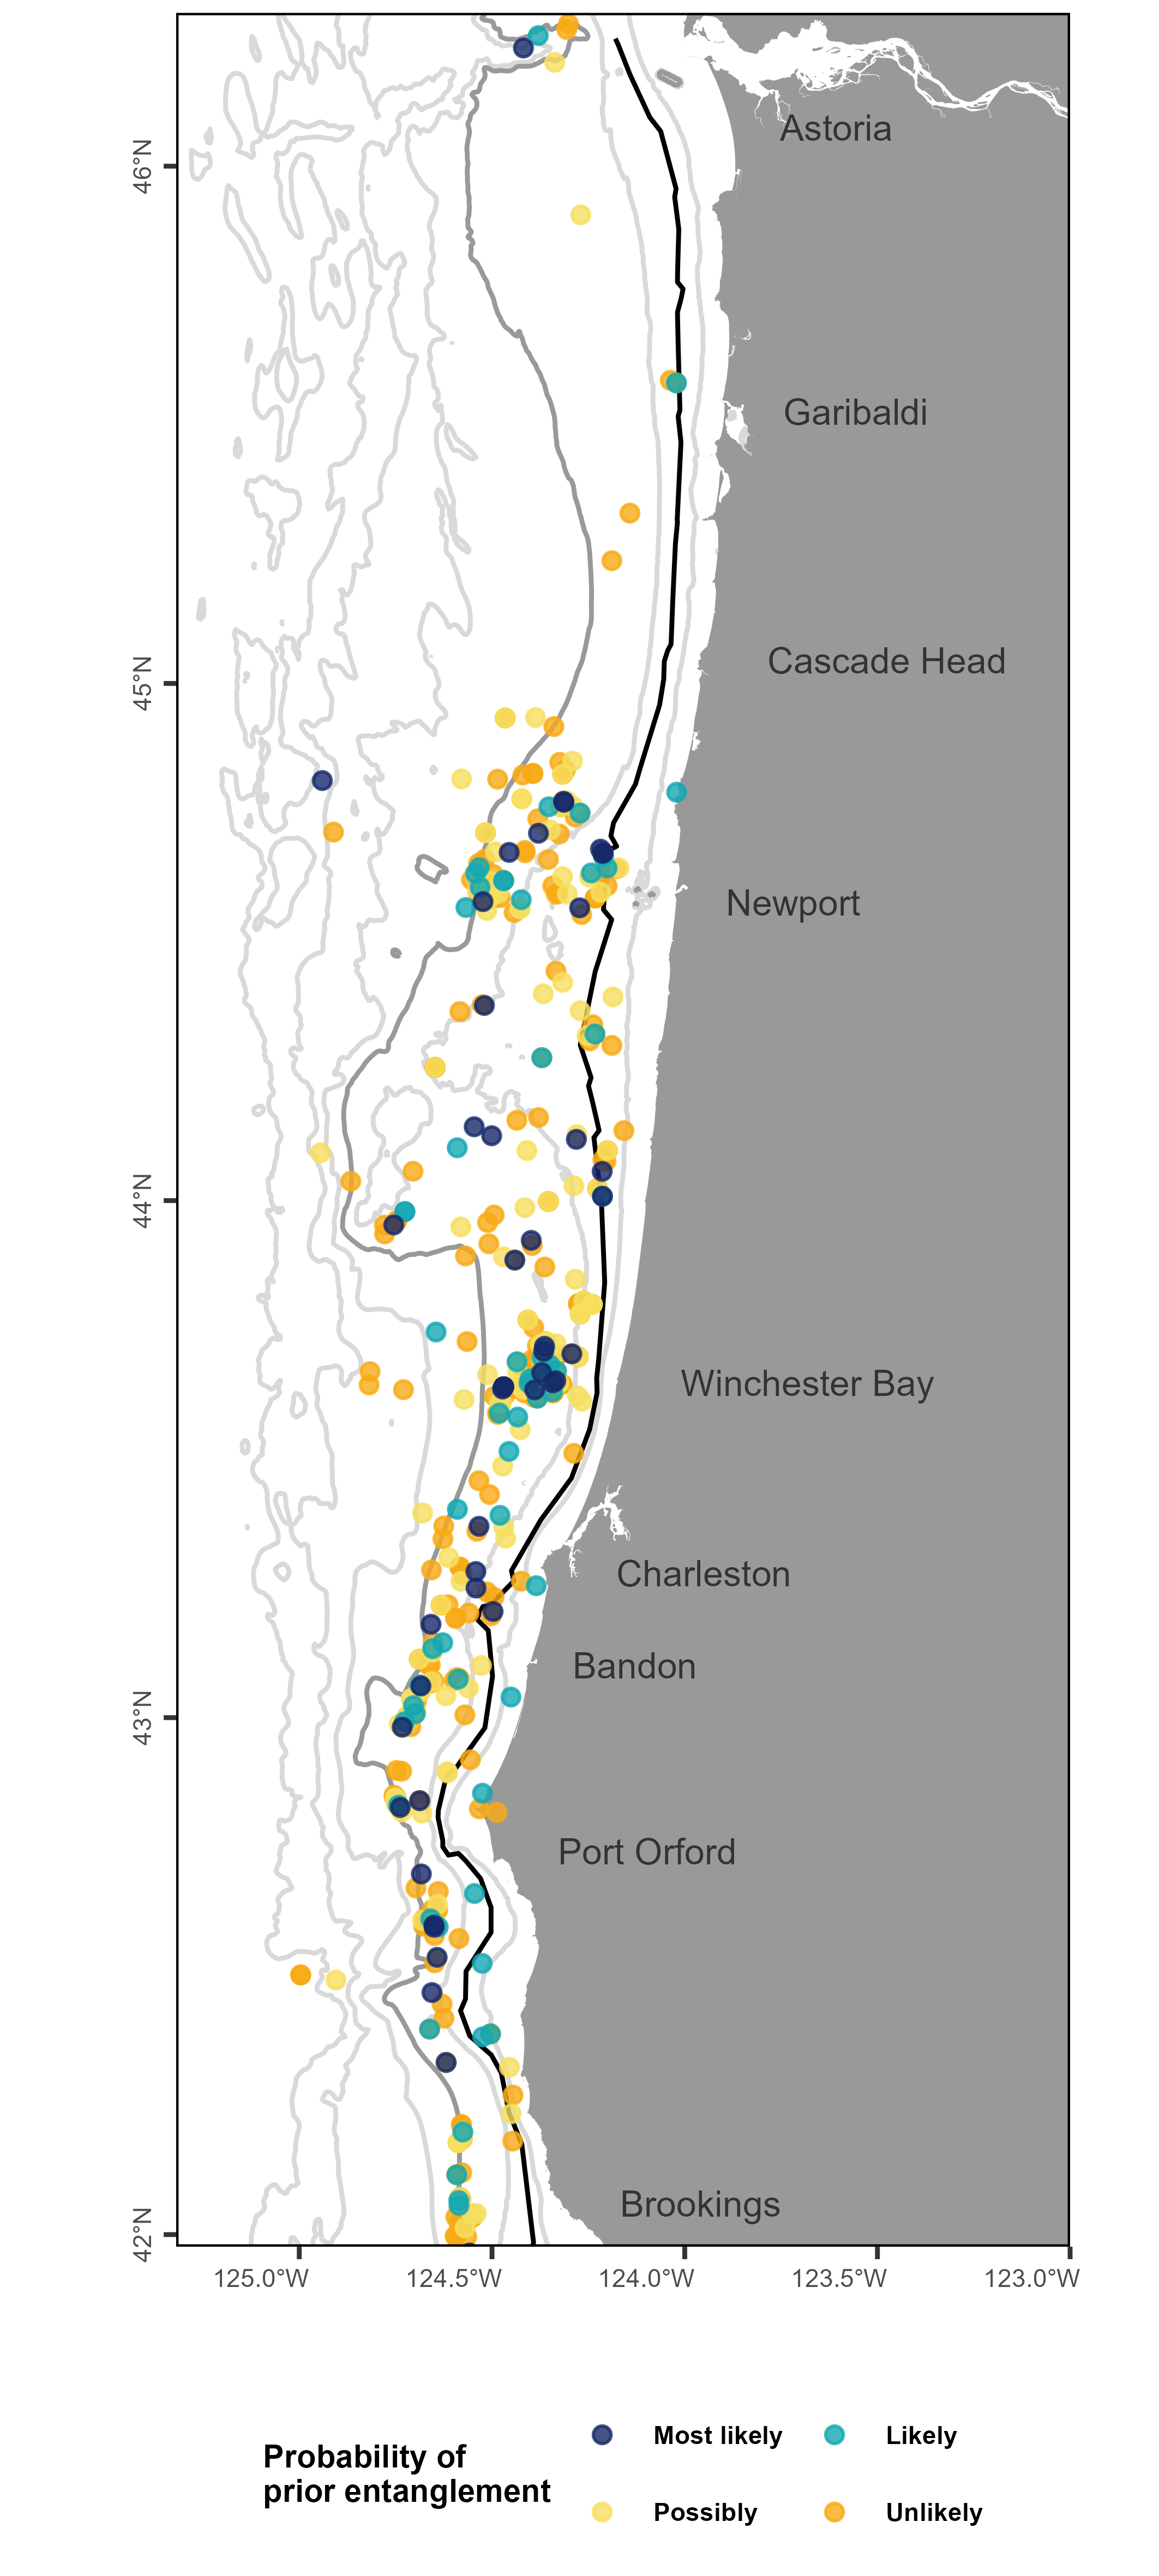 Astoria
46°N
Garibaldi
Cascade Head
45°N
Newport
44°N
Winchester Bay
Charleston
Bandon
43°N
Port Orford
Brookings
42°N
125.0°W 124.5°W 124.0°W 123.5°W 123.0°W
Probability of
prior entanglement
Most likely Likely
Possibly Unlikely